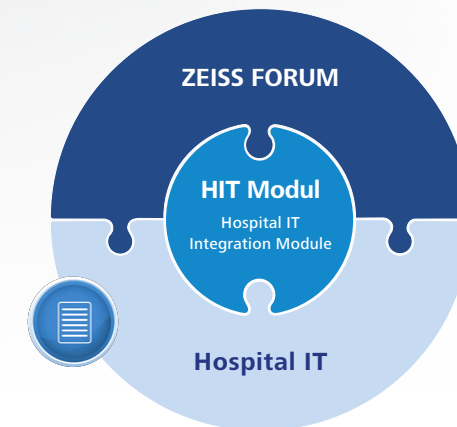 ZEISS FORUM
HIT Modul
Hospital IT
Integration Module
Hospital IT